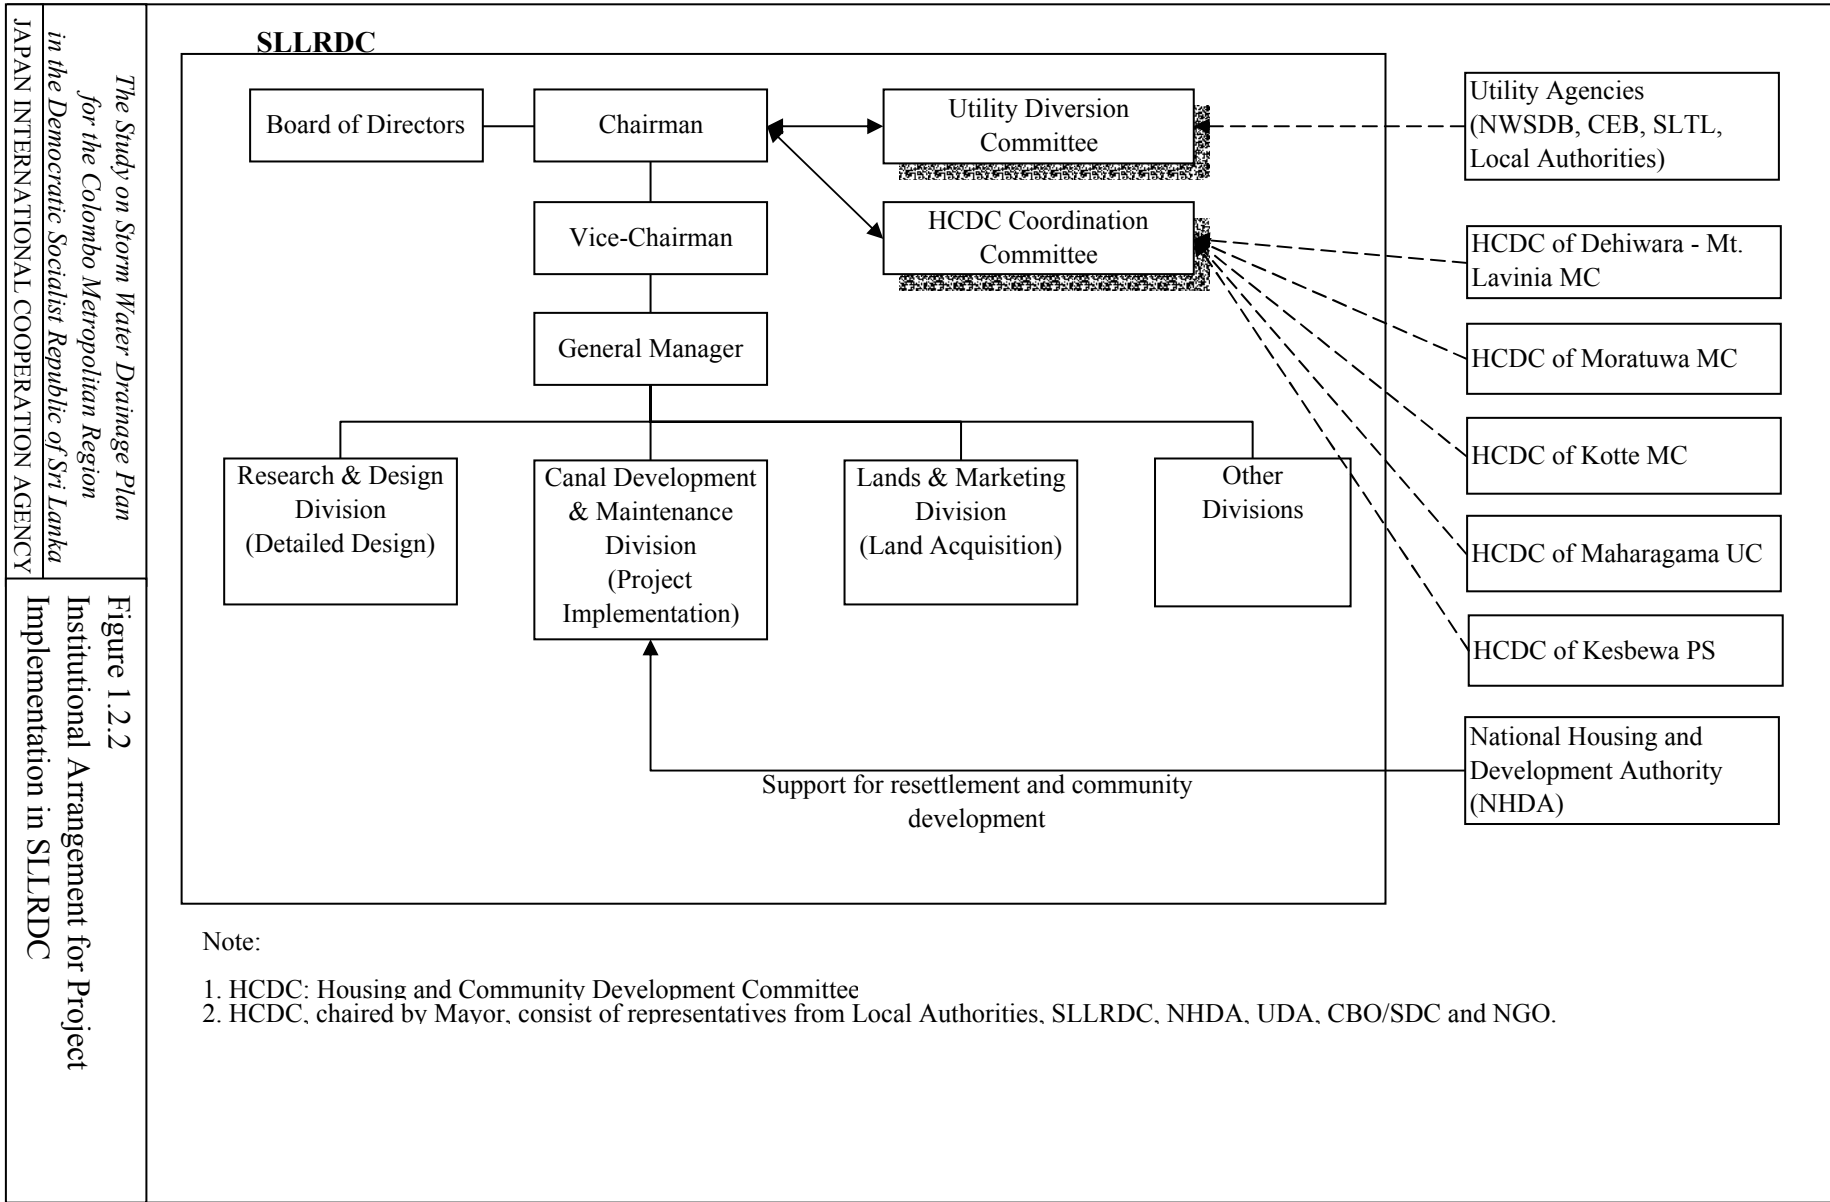 SLLRDC
Board of Directors
Chairman
Utility Diversion
Committee
Utility Agencies
(NWSDB, CEB, SLTL,
Local Authorities)
Vice-Chairman
HCDC Coordination
Committee
HCDC of Dehiwara - Mt.
Lavinia MC
General Manager
HCDC of Moratuwa MC
HCDC of Kotte MC
HCDC of Maharagama UC
HCDC of Kesbewa PS
Research & Design
Division
(Detailed Design)
Canal Development
& Maintenance
Division
(Project
Implementation)
Lands & Marketing
Division
(Land Acquisition)
Other
Divisions
National Housing and
Development Authority
(NHDA)
Support for resettlement and community
development
Note:
1. HCDC: Housing and Community Development Committee
2. HCDC, chaired by Mayor, consist of representatives from Local Authorities, SLLRDC, NHDA, UDA, CBO/SDC and NGO.
The Study on Storm Water Drainage Plan
for the Colombo Metropolitan Region
in the Democratic Socialist Republic of Sri Lanka
JAPAN INTERNATIONAL COOPERATION AGENCY
Figure 1.2.2
Institutional Arrangement for Project
Implementation in SLLRDC